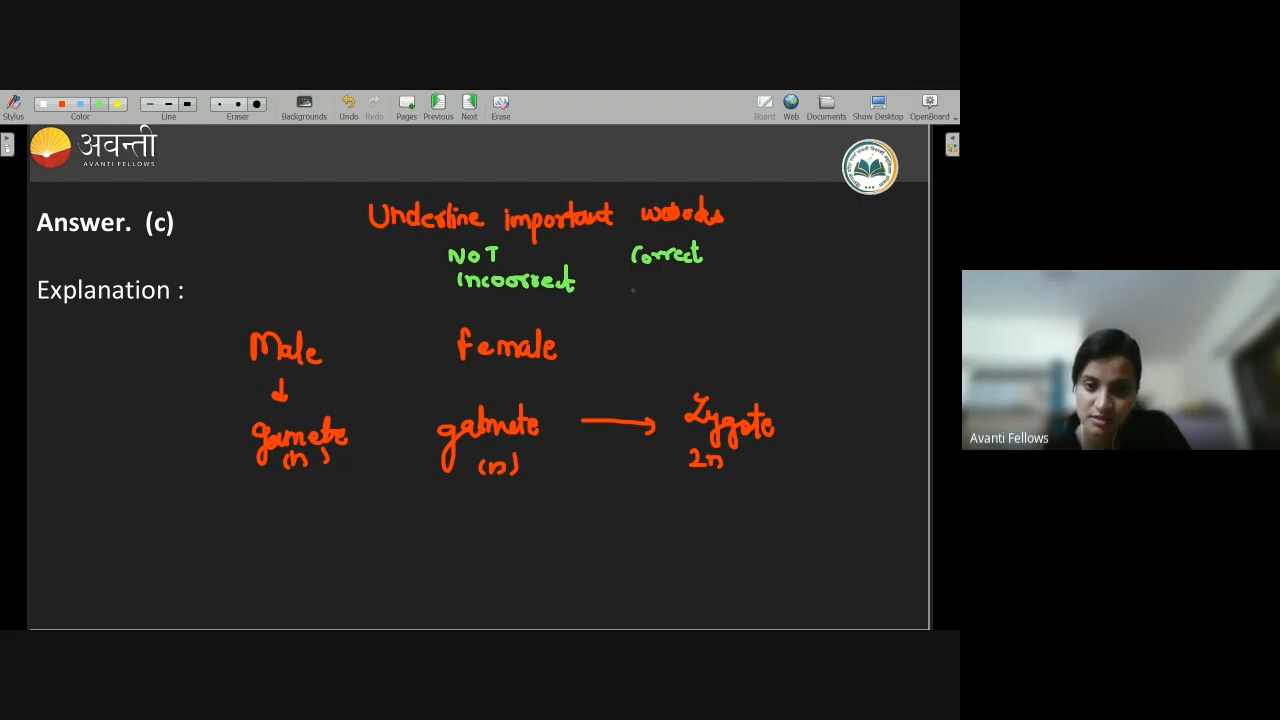 Stylus
Color
Line
Eraser
Backgrounds
Undo
Redo
Pages
Previous
Next
Erase
Board
Web
Documents
Show Desktop
OpenBoard
अवन्ती
AVANTI FELLOWS
Answer. (c)
Underline important words
NOT Correct
Incorrect
Explanation :
Male female
gamete gamete Zygote
(n) (n) 2n
Avanti Fellows